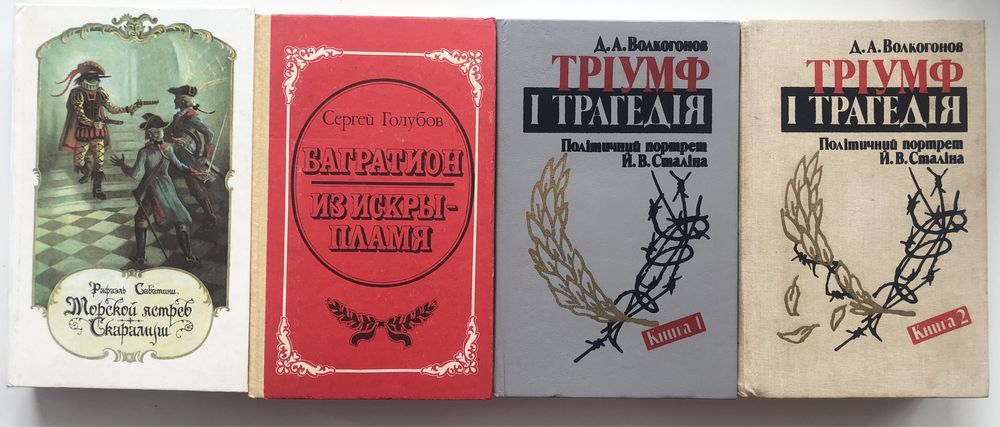 Рафаэль Сабатини
Морской ястреб
Скарамуш
Сергей Голубов
БАГРАТИОН
ИЗ ИСКРЫ-
ПЛАМЯ
Д. А. Волкогонов
ТРІУМФ
І ТРАГЕДІЯ
Політичний портрет
Й. В. Сталіна
Книга 1
Д. А. Волкогонов
ТРІУМФ
І ТРАГЕДІЯ
Політичний портрет
Й. В. Сталіна
Книга 2